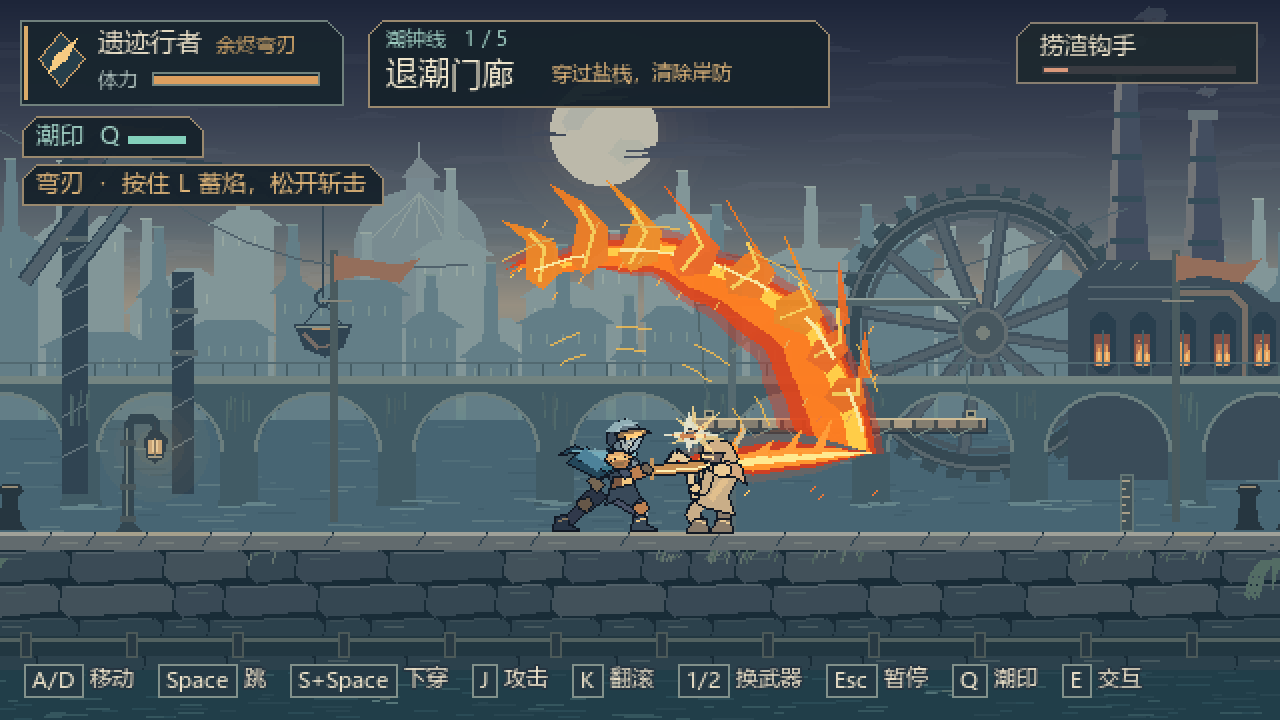 遗迹行者 余烬弯刃
体力
潮钟线 1 / 5
退潮门廊 穿过盐栈，清除岸防
捞渣钩手
潮印 Q
弯刃 · 按住 L 蓄焰，松开斩击
A/D 移动 Space 跳 S+Space 下穿 J 攻击 K 翻滚 1/2 换武器 Esc 暂停 Q 潮印 E 交互